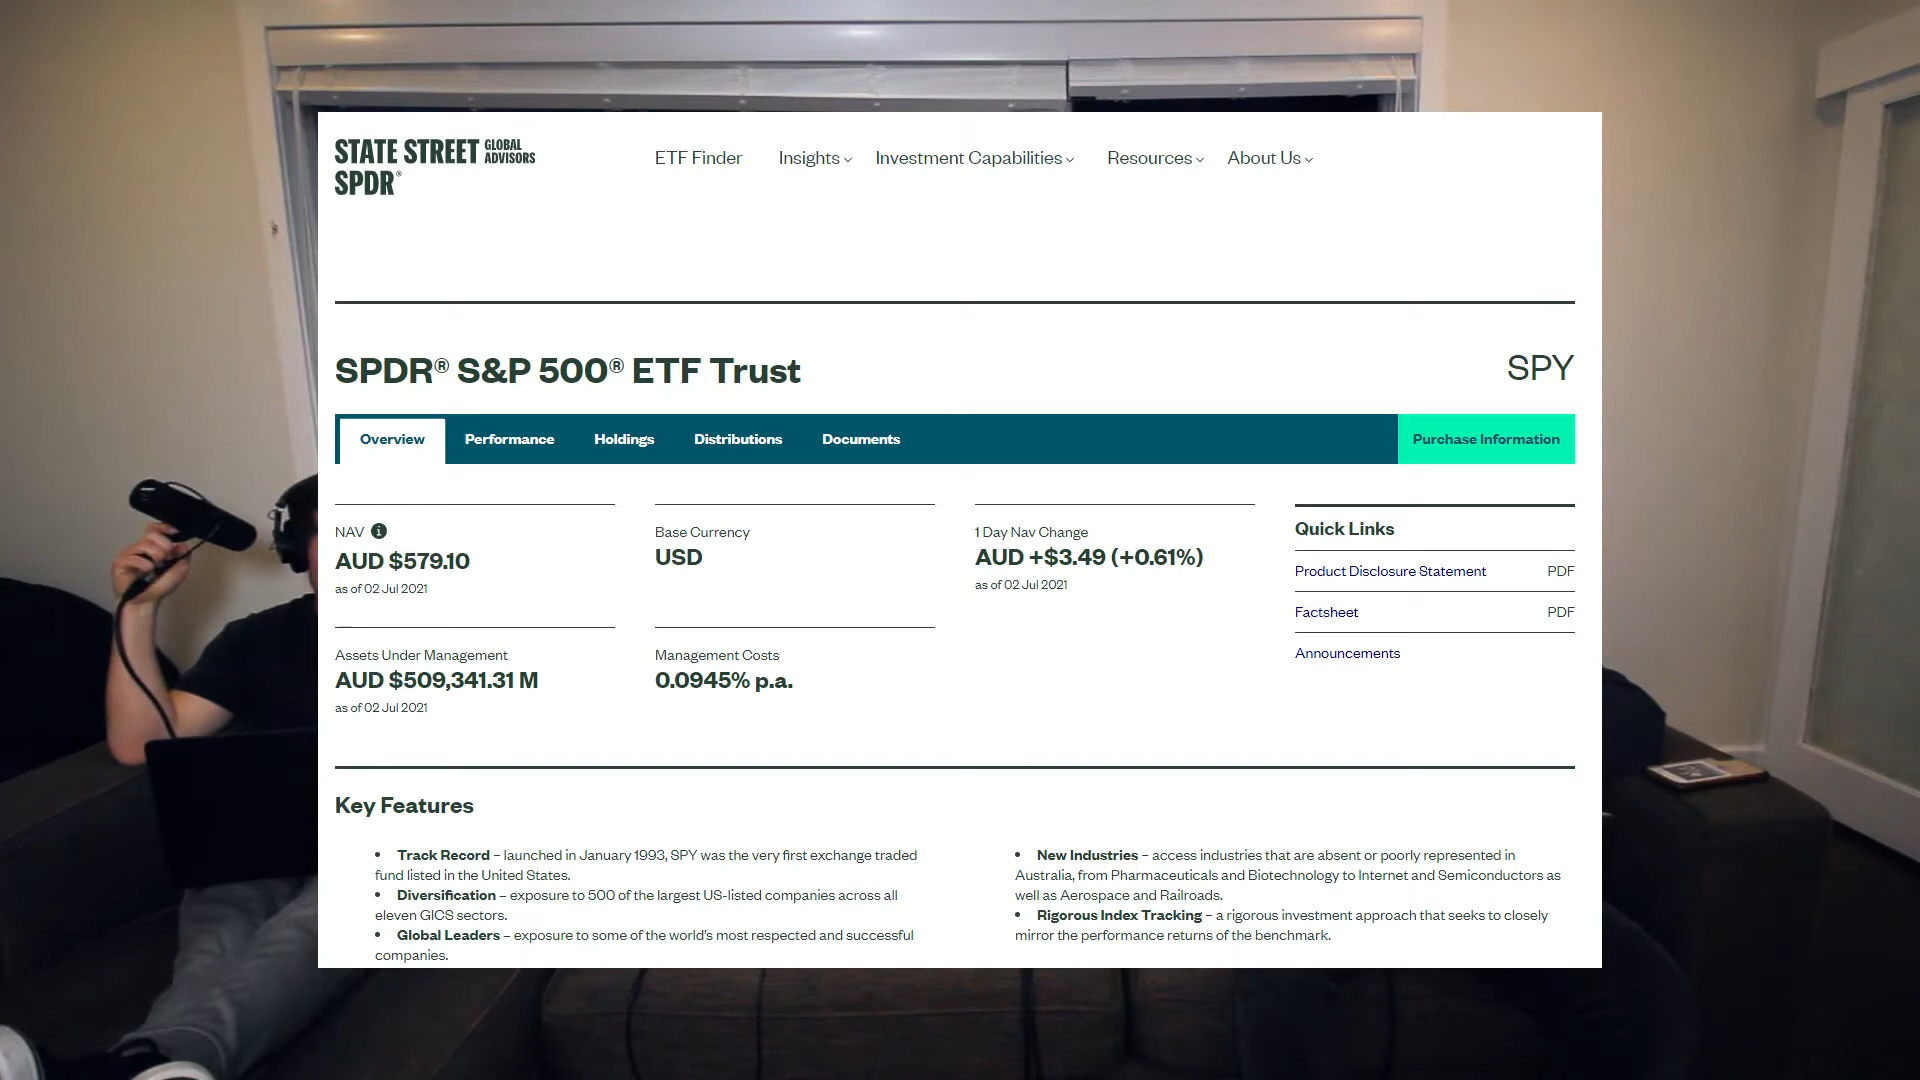 STATE STREET GLOBAL ADVISORS
SPDR®
ETF Finder Insights Investment Capabilities Resources About Us
SPDR® S&P 500® ETF Trust
SPY
Overview Performance Holdings Distributions Documents Purchase Information
NAV
AUD $579.10
as of 02 Jul 2021
Base Currency
USD
1 Day Nav Change
AUD +$3.49 (+0.61%)
as of 02 Jul 2021
Assets Under Management
AUD $509,341.31 M
as of 02 Jul 2021
Management Costs
0.0945% p.a.
Quick Links
Product Disclosure Statement PDF
Factsheet PDF
Announcements
Key Features
• Track Record – launched in January 1993, SPY was the very first exchange traded
fund listed in the United States.
• Diversification – exposure to 500 of the largest US-listed companies across all
eleven GICS sectors.
• Global Leaders – exposure to some of the world's most respected and successful
companies.
• New Industries – access industries that are absent or poorly represented in
Australia, from Pharmaceuticals and Biotechnology to Internet and Semiconductors as
well as Aerospace and Railroads.
• Rigorous Index Tracking – a rigorous investment approach that seeks to closely
mirror the performance returns of the benchmark.